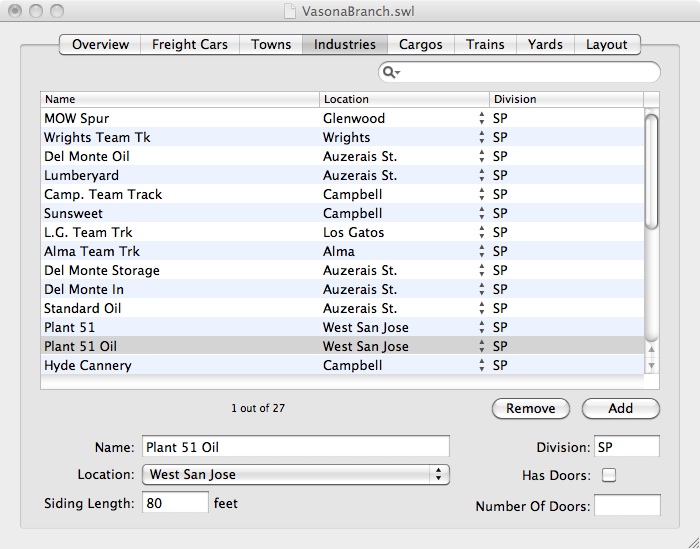 VasonaBranch.swl
Overview Freight Cars Towns Industries Cargos Trains Yards Layout
Name Location Division
MOW Spur Glenwood SP
Wrights Team Tk Wrights SP
Del Monte Oil Auzerais St. SP
Lumberyard Auzerais St. SP
Camp. Team Track Campbell SP
Sunsweet Campbell SP
L.G. Team Trk Los Gatos SP
Alma Team Trk Alma SP
Del Monte Storage Auzerais St. SP
Del Monte In Auzerais St. SP
Standard Oil Auzerais St. SP
Plant 51 West San Jose SP
Plant 51 Oil West San Jose SP
Hyde Cannery Campbell SP
1 out of 27 Remove Add
Name: Plant 51 Oil Division: SP
Location: West San Jose Has Doors:
Siding Length: 80 feet Number Of Doors: